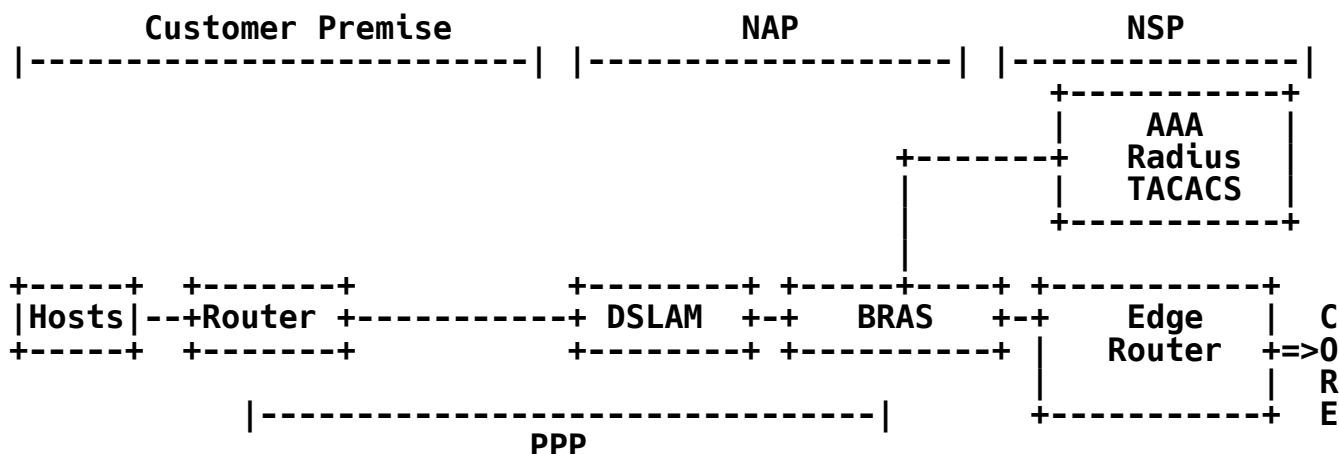 Customer Premise NAP NSP
|--------------------------| |-------------------| |---------------|
+-----------+
| AAA |
+-------+ Radius |
| | TACACS |
| +-----------+
|
+-----+ +-------+ +--------+ +-----+----+ +-----------+
|Hosts|--+Router +-----------+ DSLAM +-+ BRAS +-+ Edge | C
+-----+ +-------+ +--------+ +----------+ | Router +=>O
| | R
|--------------------------------| +-----------+ E
PPP